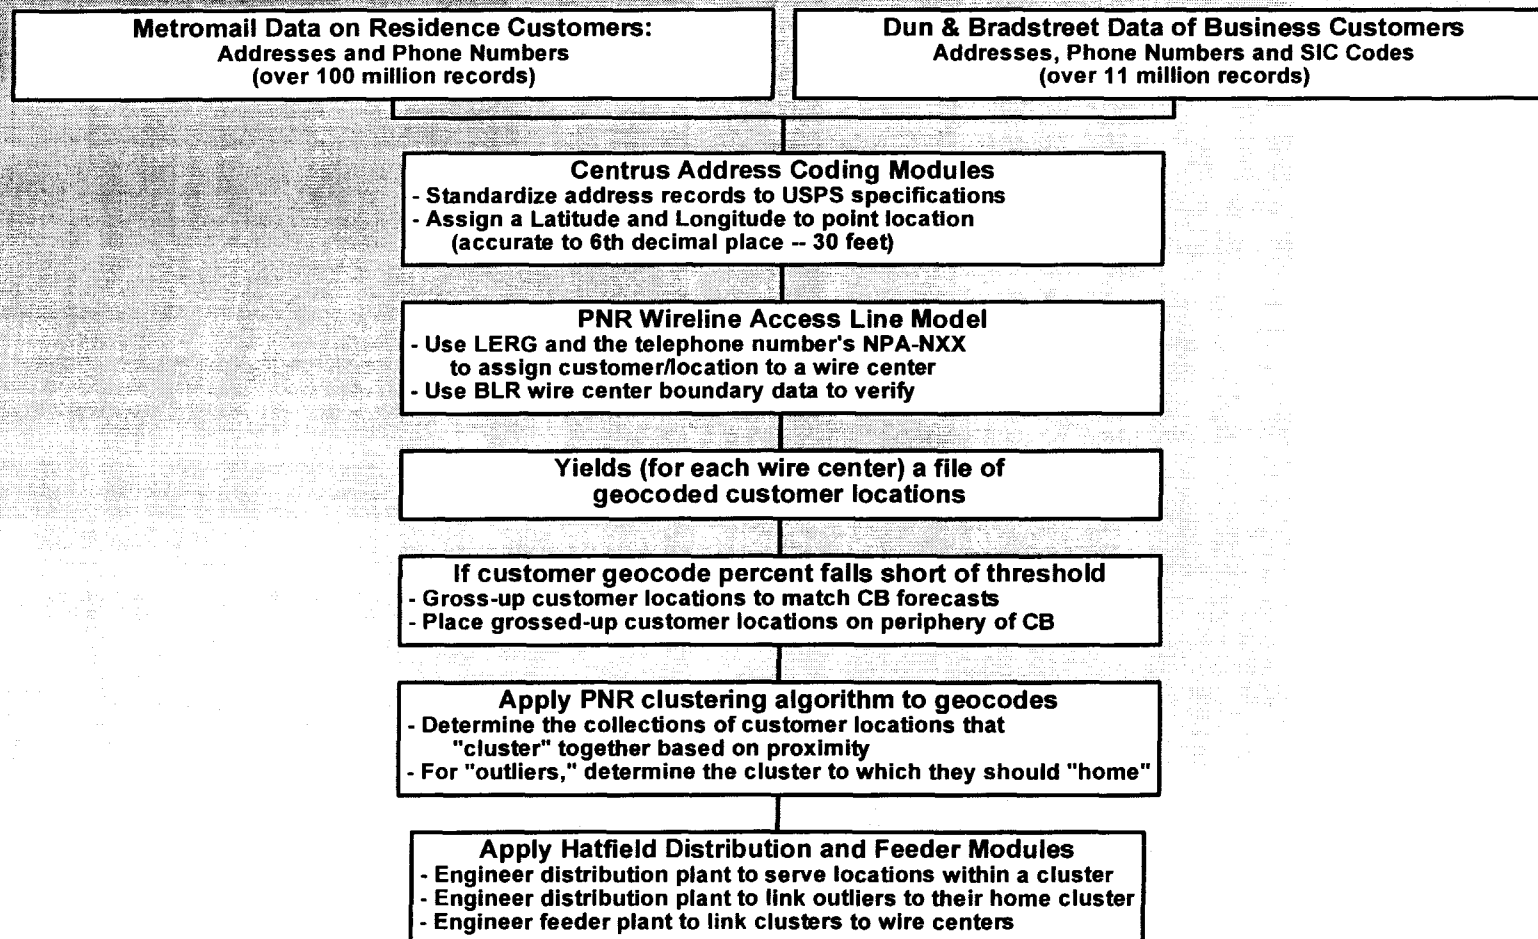 Metromail Data on Residence Customers:
Addresses and Phone Numbers
(over 100 million records)
Dun & Bradstreet Data of Business Customers
Addresses, Phone Numbers and SIC Codes
(over 11 million records)
Centrus Address Coding Modules
- Standardize address records to USPS specifications
- Assign a Latitude and Longitude to point location
(accurate to 6th decimal place -- 30 feet)
PNR Wireline Access Line Model
- Use LERG and the telephone number's NPA-NXX
to assign customer/location to a wire center
- Use BLR wire center boundary data to verify
Yields (for each wire center) a file of
geocoded customer locations
If customer geocode percent falls short of threshold
- Gross-up customer locations to match CB forecasts
- Place grossed-up customer locations on periphery of CB
Apply PNR clustering algorithm to geocodes
- Determine the collections of customer locations that
"cluster" together based on proximity
- For "outliers," determine the cluster to which they should "home"
Apply Hatfield Distribution and Feeder Modules
- Engineer distribution plant to serve locations within a cluster
- Engineer distribution plant to link outliers to their home cluster
- Engineer feeder plant to link clusters to wire centers